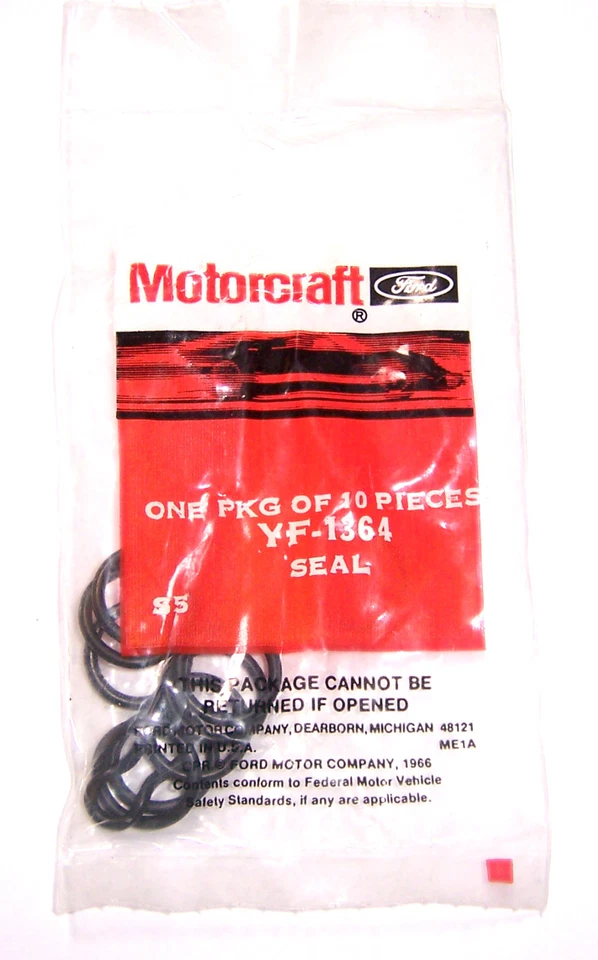 Motorcraft Ford
®
ONE PKG OF 10 PIECES
YF-1364
SEAL
S5
THIS PACKAGE CANNOT BE
RETURNED IF OPENED
FORD MOTOR COMPANY, DEARBORN, MICHIGAN 48121
PRINTED IN U.S.A. ME1A
CPR © FORD MOTOR COMPANY, 1966
Contents conform to Federal Motor Vehicle
Safety Standards, if any are applicable.